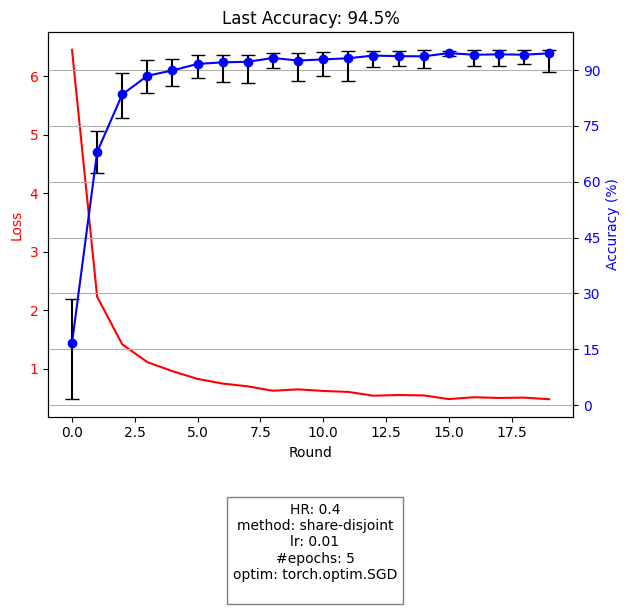 Last Accuracy: 94.5%
6
5
4
3
2
1
Loss
90
75
60
45
30
15
0
Accuracy (%)
0.0 2.5 5.0 7.5 10.0 12.5 15.0 17.5
Round
HR: 0.4
method: share-disjoint
lr: 0.01
#epochs: 5
optim: torch.optim.SGD